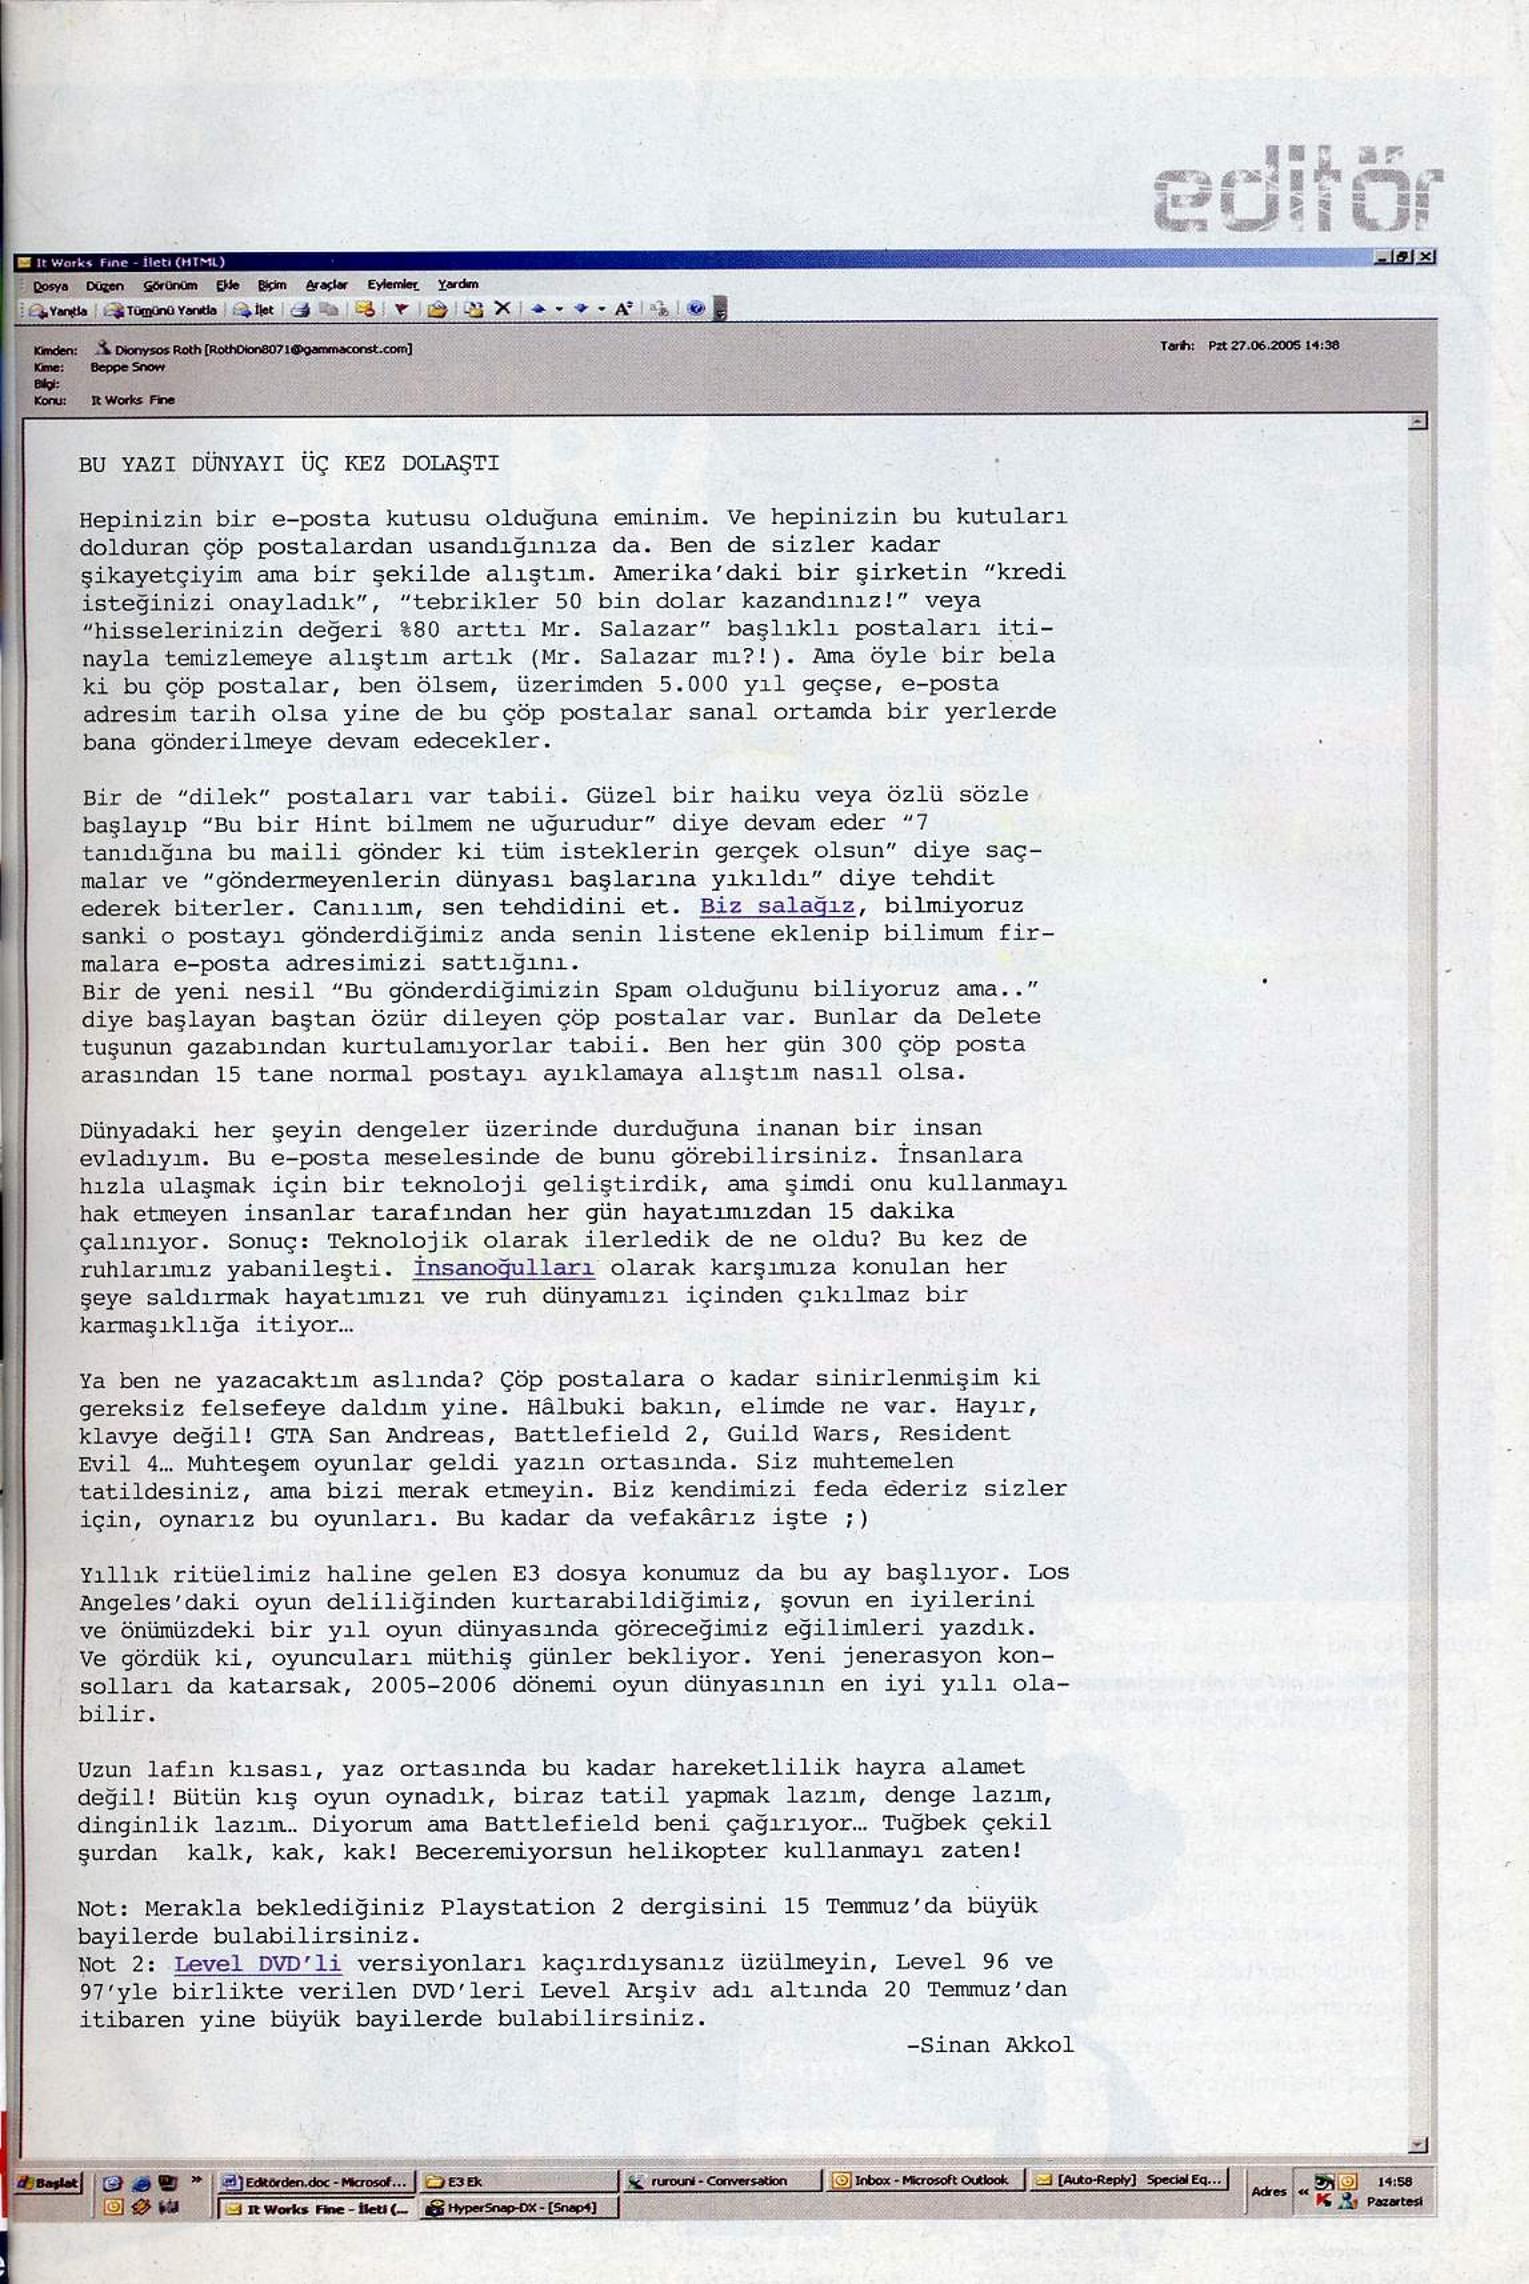 editör
It Works Fine - İleti (HTML)
Dosya Düzen Görünüm Ekle Biçim Araçlar Eylemler Yardım
Yanıtla Tümünü Yanıtla İlet
Kimden: Dionysos Roth [RothDion8071@gammaconst.com] Tarih: Pzt 27.06.2005 14:38
Kime: Beppe Snow
Bilgi:
Konu: It Works Fine
BU YAZI DÜNYAYI ÜÇ KEZ DOLAŞTI
Hepinizin bir e-posta kutusu olduğuna eminim. Ve hepinizin bu kutuları
dolduran çöp postalardan usandığınıza da. Ben de sizler kadar
şikayetçiyim ama bir şekilde alıştım. Amerika'daki bir şirketin "kredi
isteğinizi onayladık", "tebrikler 50 bin dolar kazandınız!" veya
"hisselerinizin değeri %80 arttı Mr. Salazar" başlıklı postaları iti-
nayla temizlemeye alıştım artık (Mr. Salazar mı?!). Ama öyle bir bela
ki bu çöp postalar, ben ölsem, üzerimden 5.000 yıl geçse, e-posta
adresim tarih olsa yine de bu çöp postalar sanal ortamda bir yerlerde
bana gönderilmeye devam edecekler.
Bir de "dilek" postaları var tabii. Güzel bir haiku veya özlü sözle
başlayıp "Bu bir Hint bilmem ne uğurudur" diye devam eder "7
tanıdığına bu maili gönder ki tüm isteklerin gerçek olsun" diye saç-
malar ve "göndermeyenlerin dünyası başlarına yıkıldı" diye tehdit
ederek biterler. Canıııım, sen tehdidini et. Biz salağız, bilmiyoruz
sanki o postayı gönderdiğimiz anda senin listene eklenip bilimum fir-
malara e-posta adresimizi sattığını.
Bir de yeni nesil "Bu gönderdiğimizin Spam olduğunu biliyoruz ama.."
diye başlayan baştan özür dileyen çöp postalar var. Bunlar da Delete
tuşunun gazabından kurtulamıyorlar tabii. Ben her gün 300 çöp posta
arasından 15 tane normal postayı ayıklamaya alıştım nasıl olsa.
Dünyadaki her şeyin dengeler üzerinde durduğuna inanan bir insan
evladıyım. Bu e-posta meselesinde de bunu görebilirsiniz. İnsanlara
hızla ulaşmak için bir teknoloji geliştirdik, ama şimdi onu kullanmayı
hak etmeyen insanlar tarafından her gün hayatımızdan 15 dakika
çalınıyor. Sonuç: Teknolojik olarak ilerledik de ne oldu? Bu kez de
ruhlarımız yabanileşti. İnsanoğulları olarak karşımıza konulan her
şeye saldırmak hayatımızı ve ruh dünyamızı içinden çıkılmaz bir
karmaşıklığa itiyor…
Ya ben ne yazacaktım aslında? Çöp postalara o kadar sinirlenmişim ki
gereksiz felsefeye daldım yine. Hâlbuki bakın, elimde ne var. Hayır,
klavye değil! GTA San Andreas, Battlefield 2, Guild Wars, Resident
Evil 4… Muhteşem oyunlar geldi yazın ortasında. Siz muhtemelen
tatildesiniz, ama bizi merak etmeyin. Biz kendimizi feda ederiz sizler
için, oynarız bu oyunları. Bu kadar da vefakârız işte ;)
Yıllık ritüelimiz haline gelen E3 dosya konumuz da bu ay başlıyor. Los
Angeles'daki oyun deliliğinden kurtarabildiğimiz, şovun en iyilerini
ve önümüzdeki bir yıl oyun dünyasında göreceğimiz eğilimleri yazdık.
Ve gördük ki, oyuncuları müthiş günler bekliyor. Yeni jenerasyon kon-
solları da katarsak, 2005-2006 dönemi oyun dünyasının en iyi yılı ola-
bilir.
Uzun lafın kısası, yaz ortasında bu kadar hareketlilik hayra alamet
değil! Bütün kış oyun oynadık, biraz tatil yapmak lazım, denge lazım,
dinginlik lazım… Diyorum ama Battlefield beni çağırıyor… Tuğbek çekil
şurdan kalk, kak, kak! Beceremiyorsun helikopter kullanmayı zaten!
Not: Merakla beklediğiniz Playstation 2 dergisini 15 Temmuz'da büyük
bayilerde bulabilirsiniz.
Not 2: Level DVD'li versiyonları kaçırdıysanız üzülmeyin, Level 96 ve
97'yle birlikte verilen DVD'leri Level Arşiv adı altında 20 Temmuz'dan
itibaren yine büyük bayilerde bulabilirsiniz.
-Sinan Akkol
Başlat Editörden.doc - Microsof... E3 Ek rurouni - Conversation Inbox - Microsoft Outlook [Auto-Reply] Special Eq... Adres « 14:58
It Works Fine - İleti (... HyperSnap-DX - [Snap4] Pazartesi